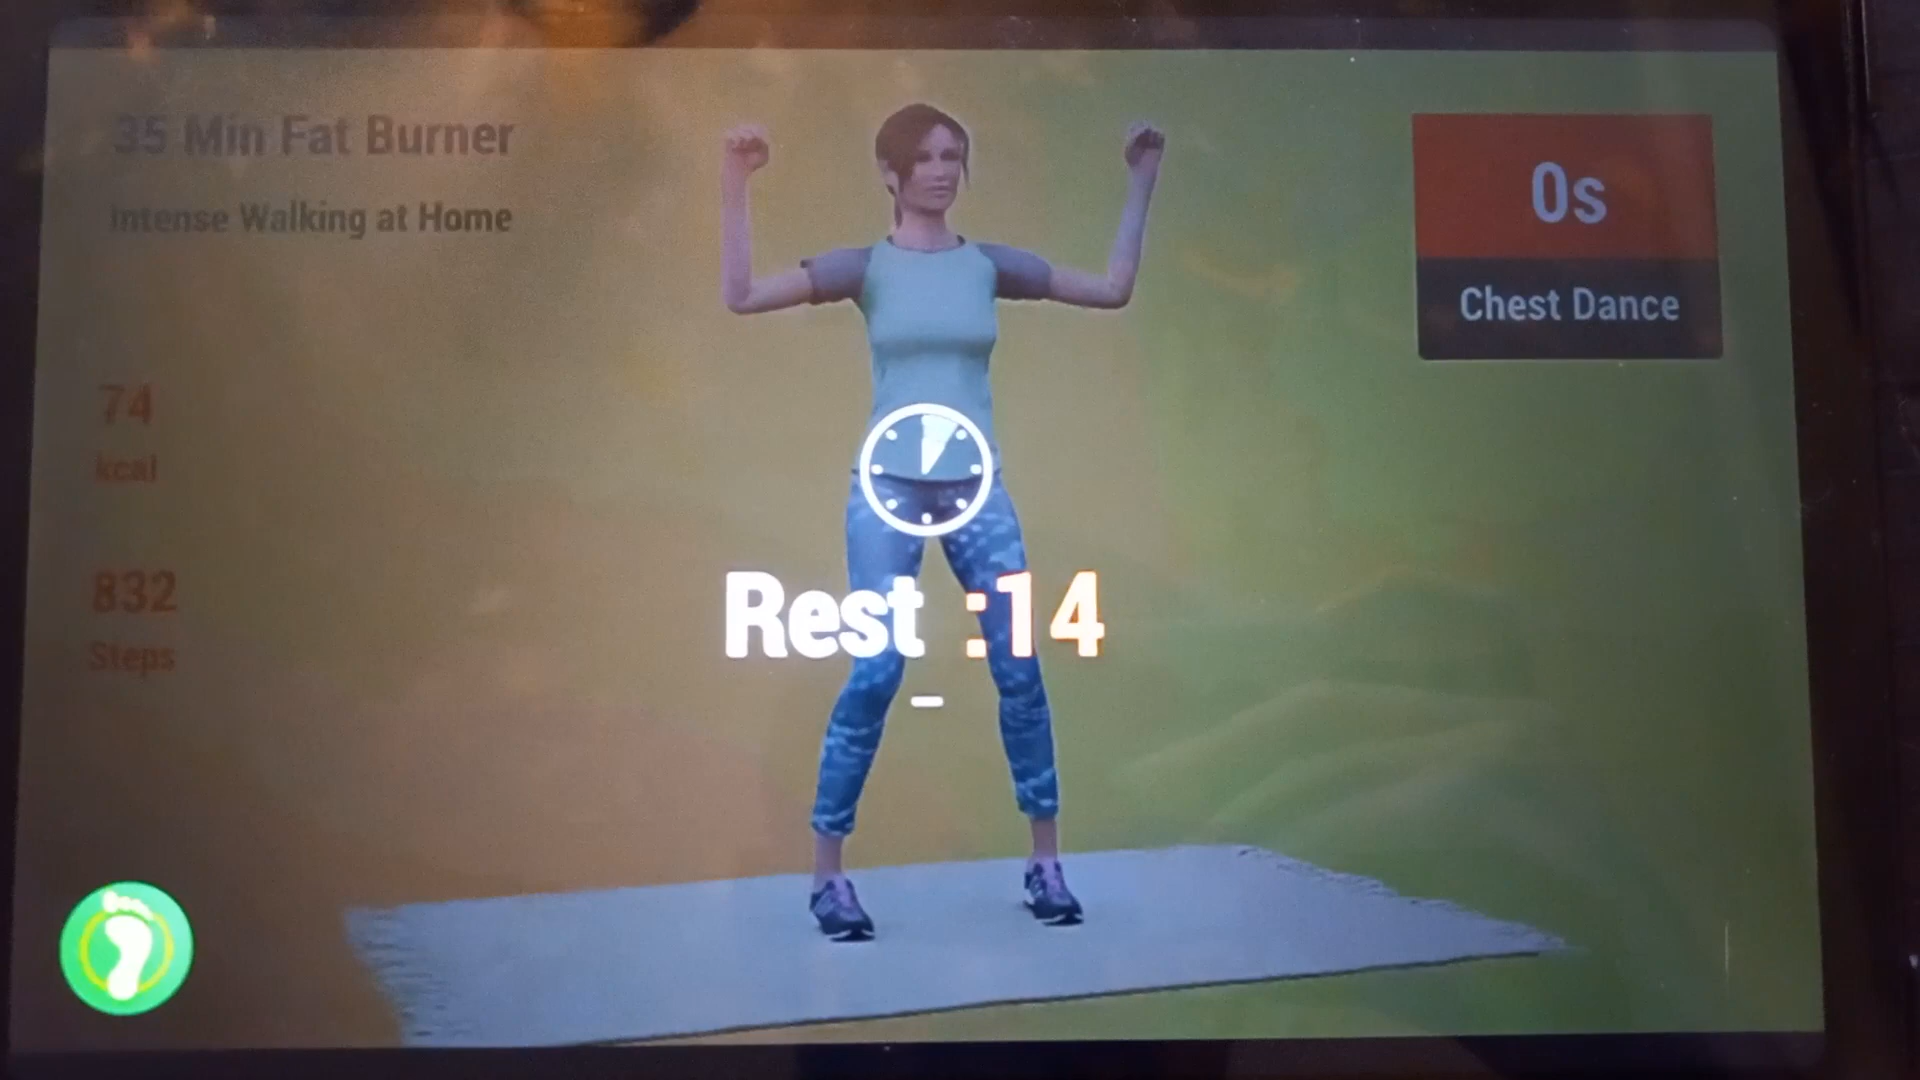 35 Min Fat Burner
Intense Walking at Home
0s
Chest Dance
74
kcal
832
Steps
Rest :14